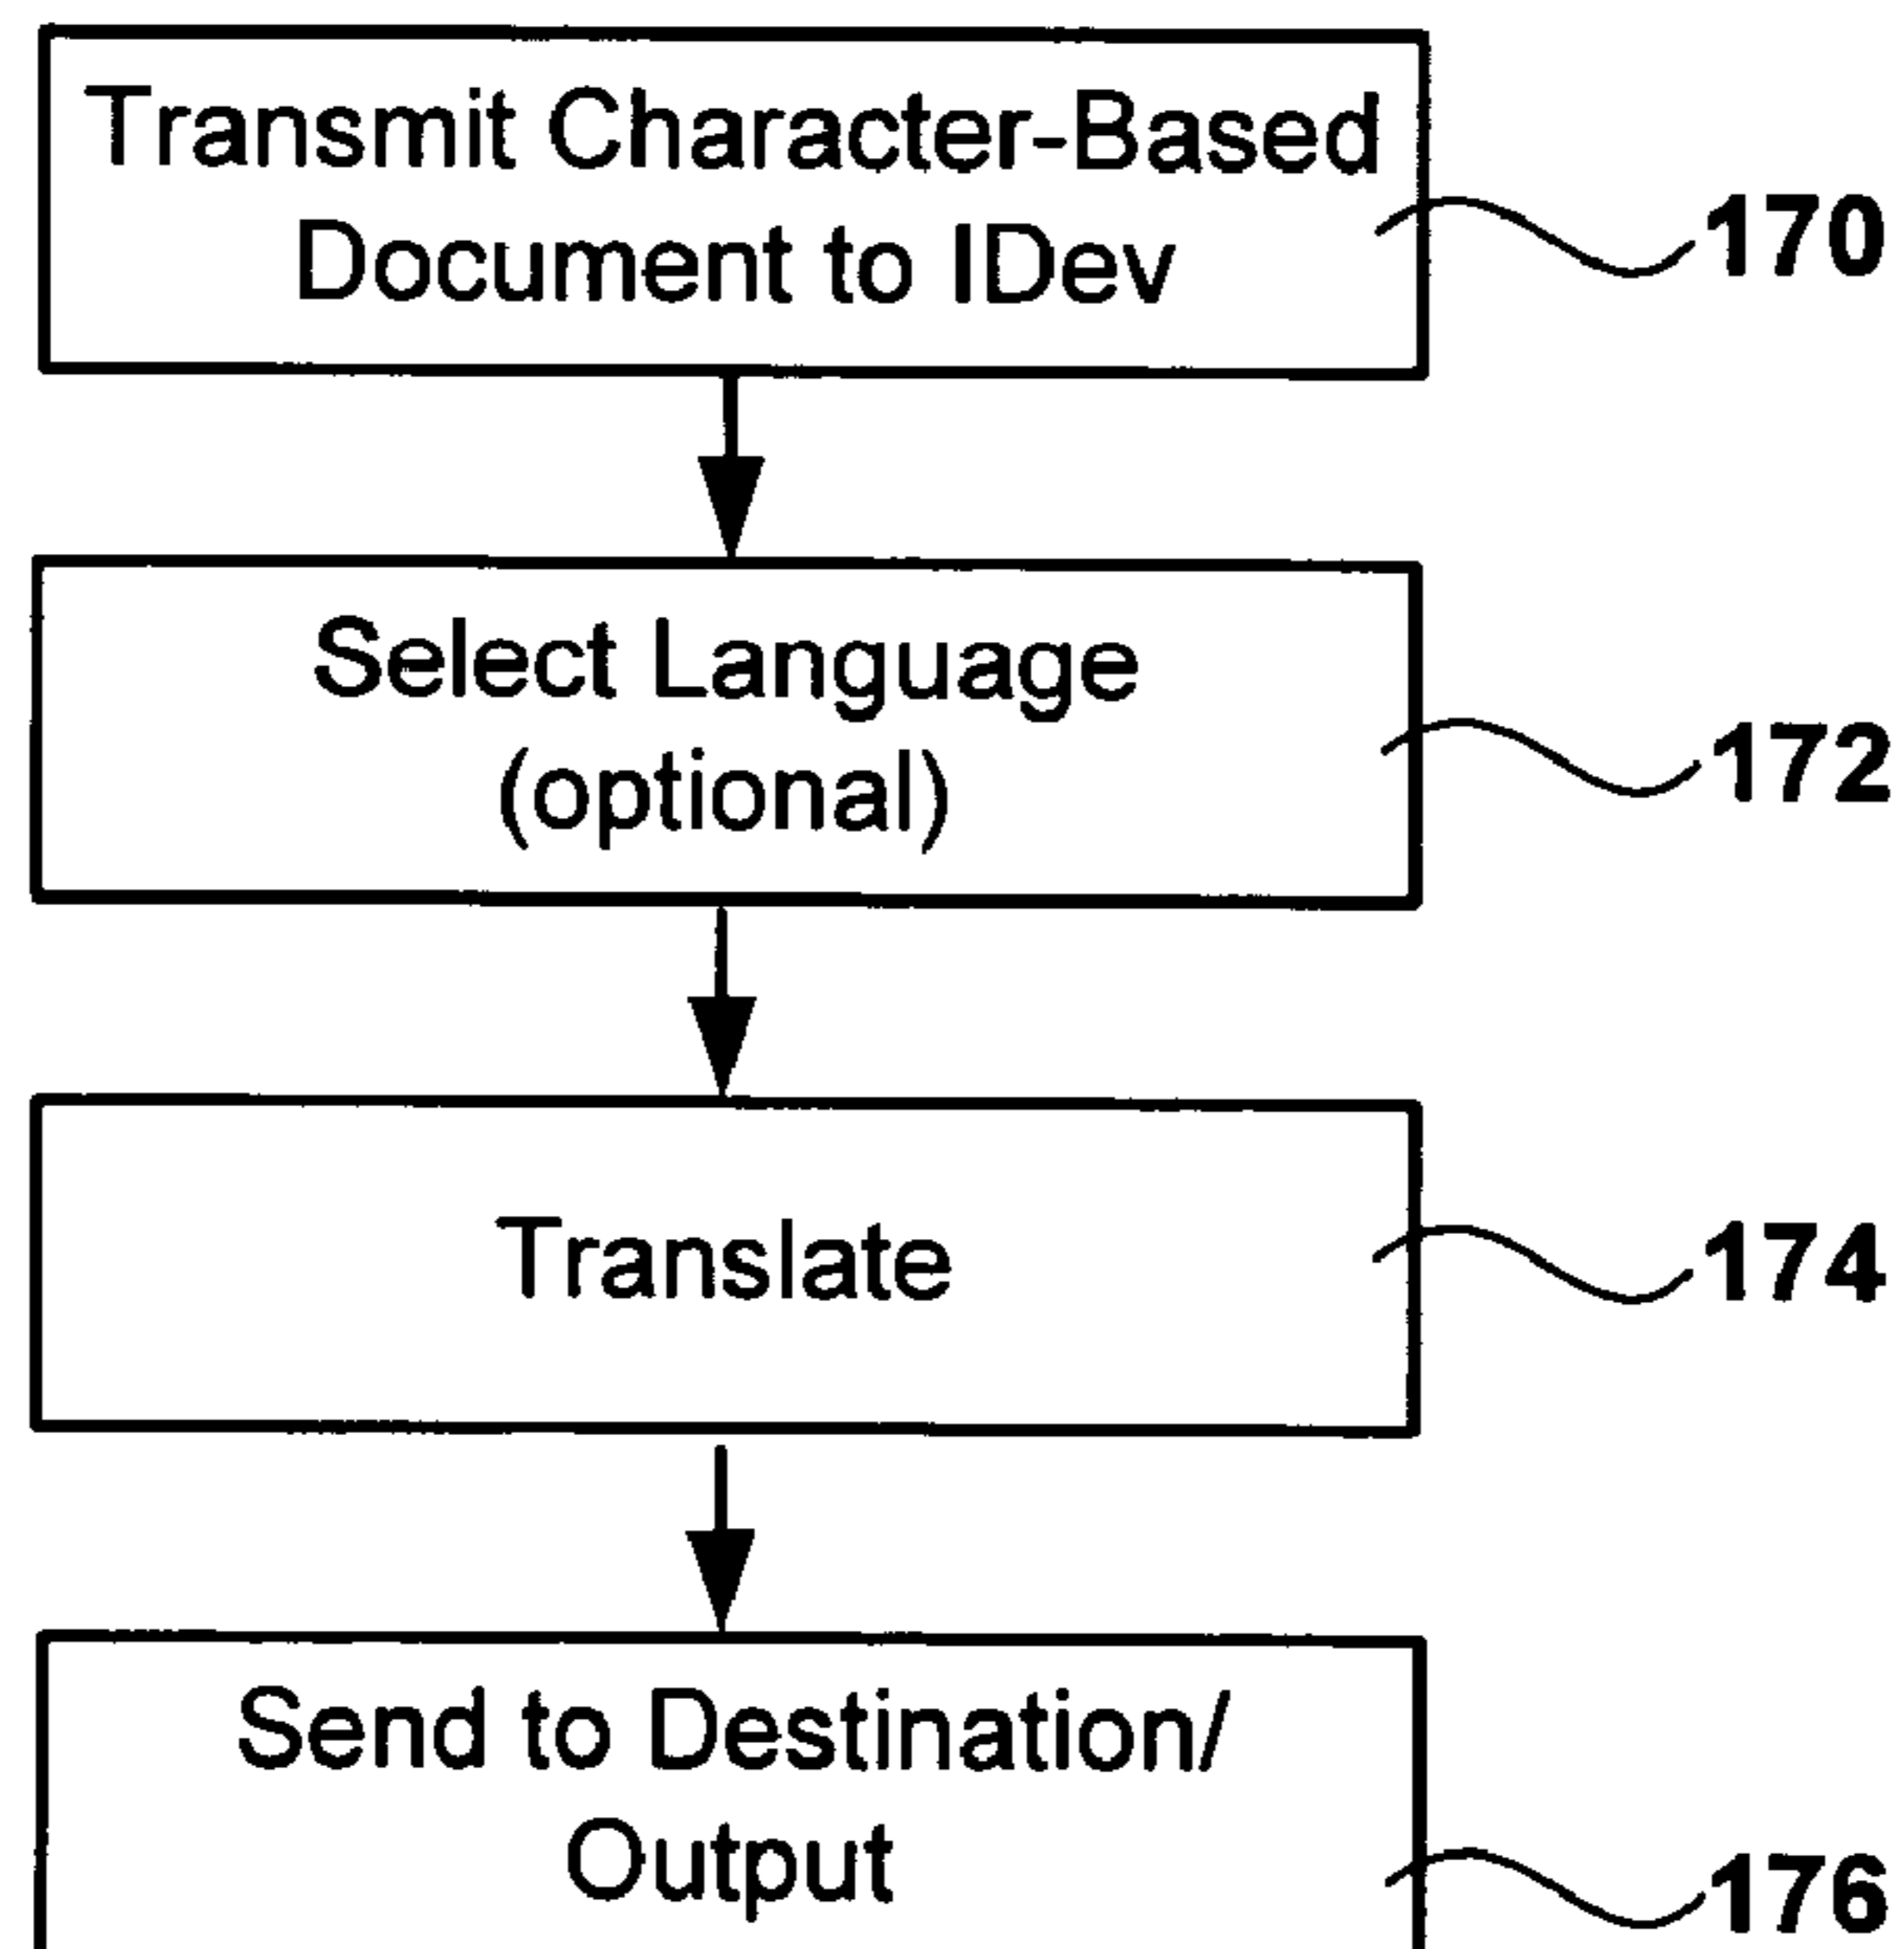 Transmit Character-Based
Document to IDev
170
Select Language
(optional)
172
Translate
174
Send to Destination/
Output
176